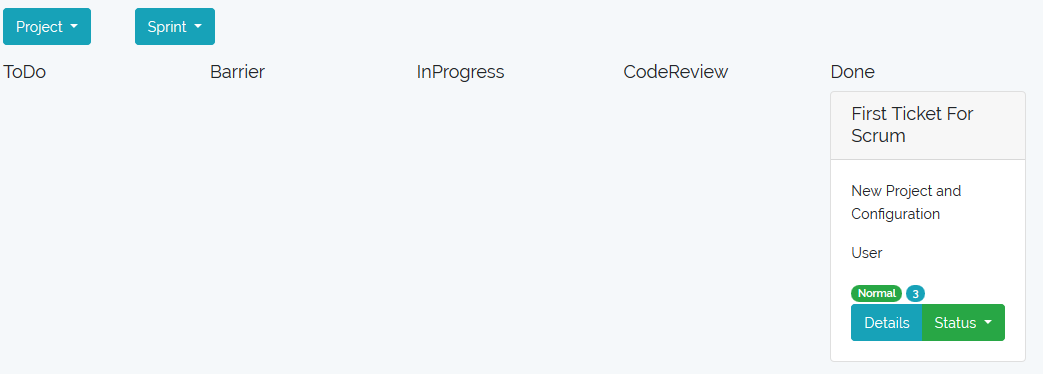 Project
Sprint
ToDo
Barrier
InProgress
CodeReview
Done
First Ticket For
Scrum
New Project and
Configuration
User
Normal 3
Details
Status